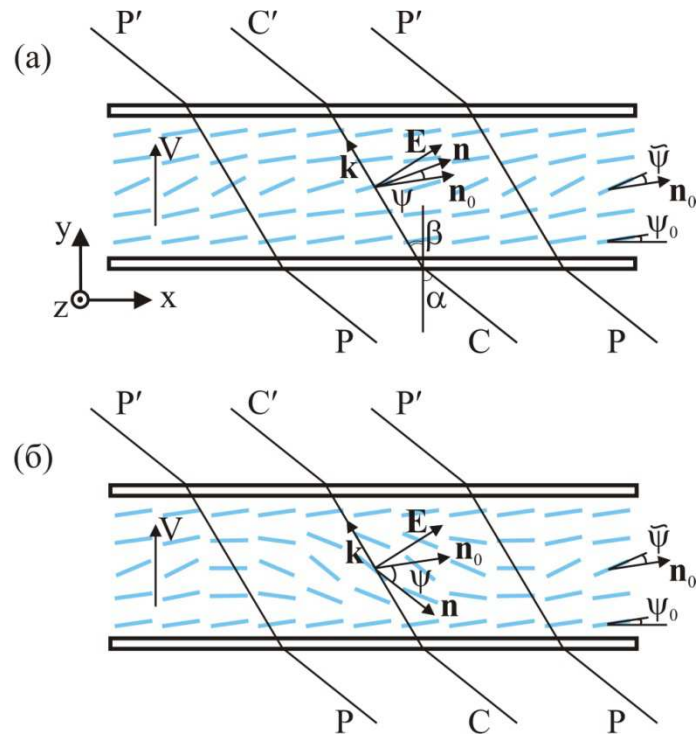 P′ C′ P′
(а)
V E n ψ̆
k n₀
ψ n₀
ψ₀
y β
z x α
P C P
P′ C′ P′
(б)
V E ψ̆
k n₀ n₀
ψ
n ψ₀
P C P